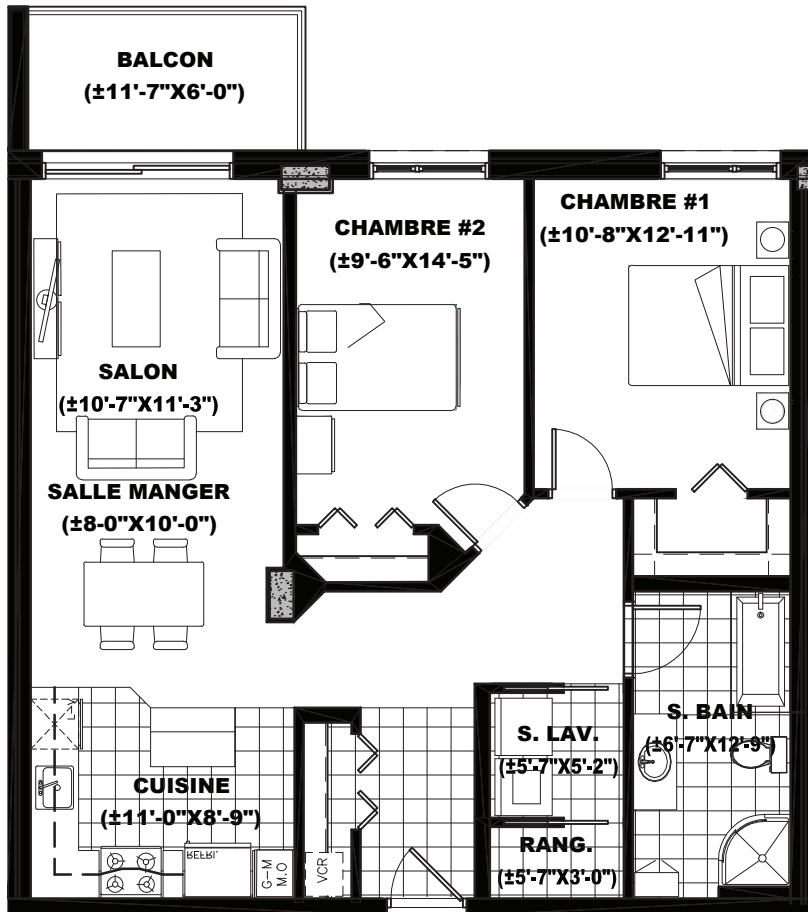 BALCON
(±11'-7"X6'-0")
CHAMBRE #2
(±9'-6"X14'-5")
CHAMBRE #1
(±10'-8"X12'-11")
SALON
(±10'-7"X11'-3")
SALLE MANGER
(±8-0"X10'-0")
S. BAIN
(±6'-7"X12'-9")
S. LAV.
(±5'-7"X5'-2")
CUISINE
(±11'-0"X8'-9")
RANG.
(±5'-7"X3'-0")
REFRI.
G-M
M.O
VCR
L